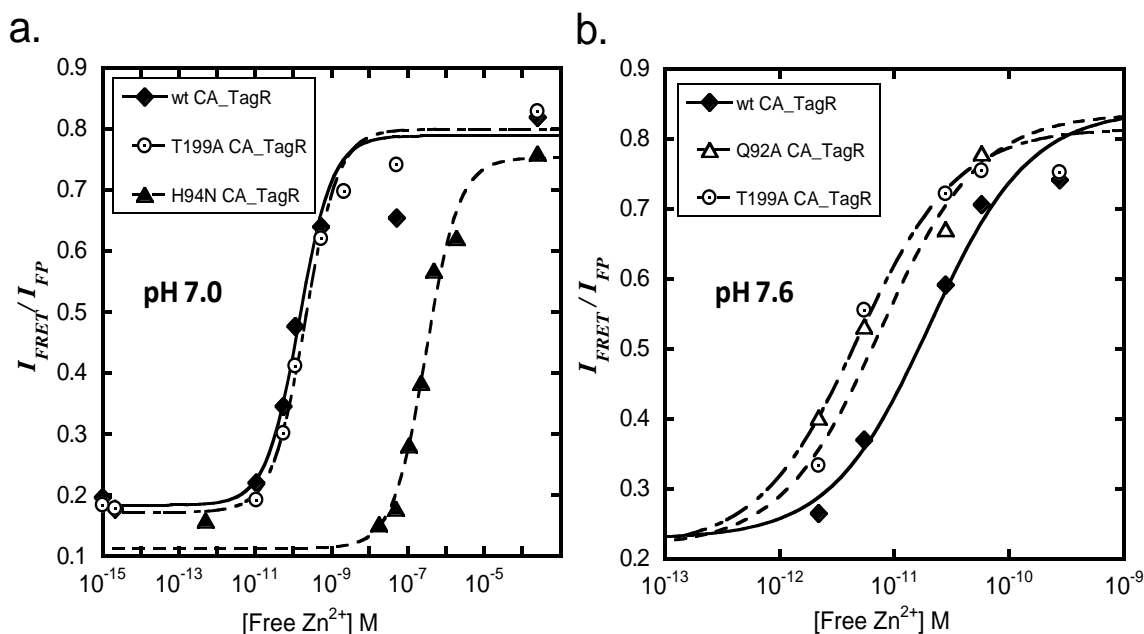 a.
0.9
0.8
0.7
0.6
0.5
0.4
0.3
0.2
0.1
I_FRET / I_FP
wt CA_TagR
T199A CA_TagR
H94N CA_TagR
pH 7.0
10^-15 10^-13 10^-11 10^-9 10^-7 10^-5
[Free Zn^2+] M
b.
0.9
0.8
0.7
0.6
0.5
0.4
0.3
0.2
I_FRET / I_FP
wt CA_TagR
Q92A CA_TagR
T199A CA_TagR
pH 7.6
10^-13 10^-12 10^-11 10^-10 10^-9
[Free Zn^2+] M